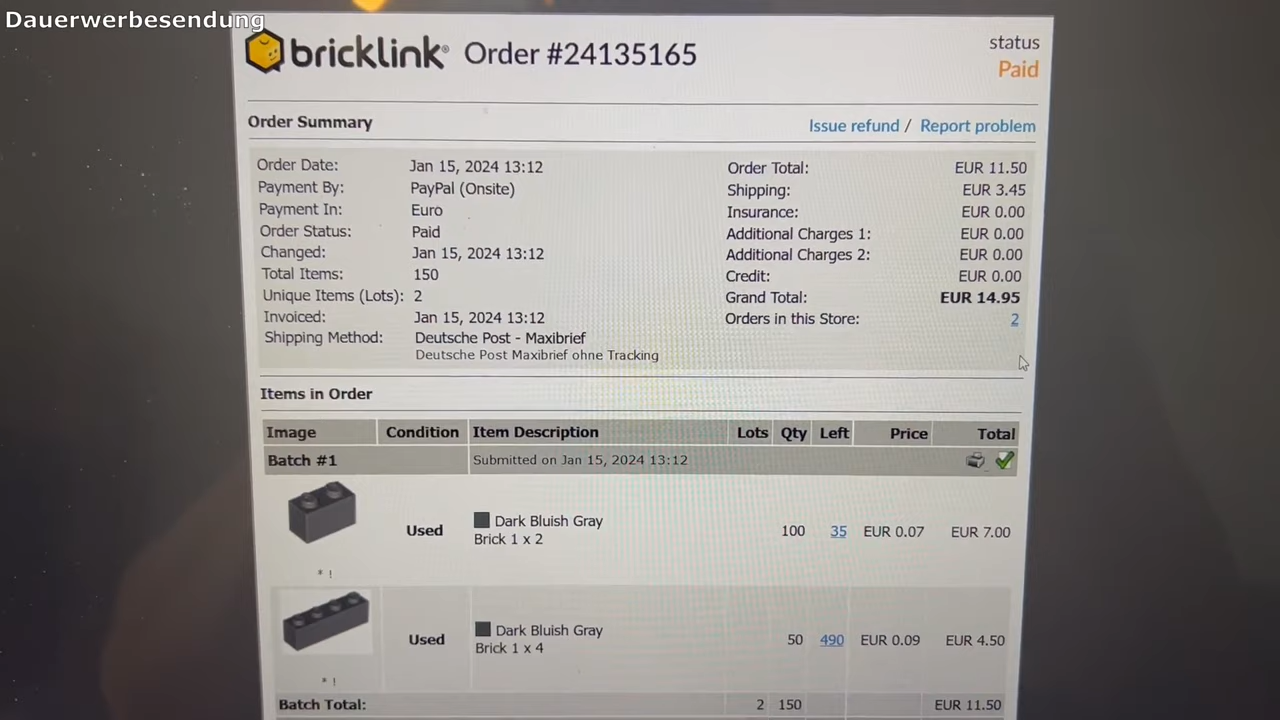 Dauerwerbesendung
bricklink® Order #24135165
status
Paid
Order Summary
Issue refund / Report problem
Order Date: Jan 15, 2024 13:12
Payment By: PayPal (Onsite)
Payment In: Euro
Order Status: Paid
Changed: Jan 15, 2024 13:12
Total Items: 150
Unique Items (Lots): 2
Invoiced: Jan 15, 2024 13:12
Shipping Method: Deutsche Post - Maxibrief
Deutsche Post Maxibrief ohne Tracking
Order Total: EUR 11.50
Shipping: EUR 3.45
Insurance: EUR 0.00
Additional Charges 1: EUR 0.00
Additional Charges 2: EUR 0.00
Credit: EUR 0.00
Grand Total: EUR 14.95
Orders in this Store: 2
Items in Order
Image Condition Item Description Lots Qty Left Price Total
Batch #1 Submitted on Jan 15, 2024 13:12
Used Dark Bluish Gray 100 35 EUR 0.07 EUR 7.00
Brick 1 x 2
* !
Used Dark Bluish Gray 50 490 EUR 0.09 EUR 4.50
Brick 1 x 4
* !
Batch Total: 2 150 EUR 11.50